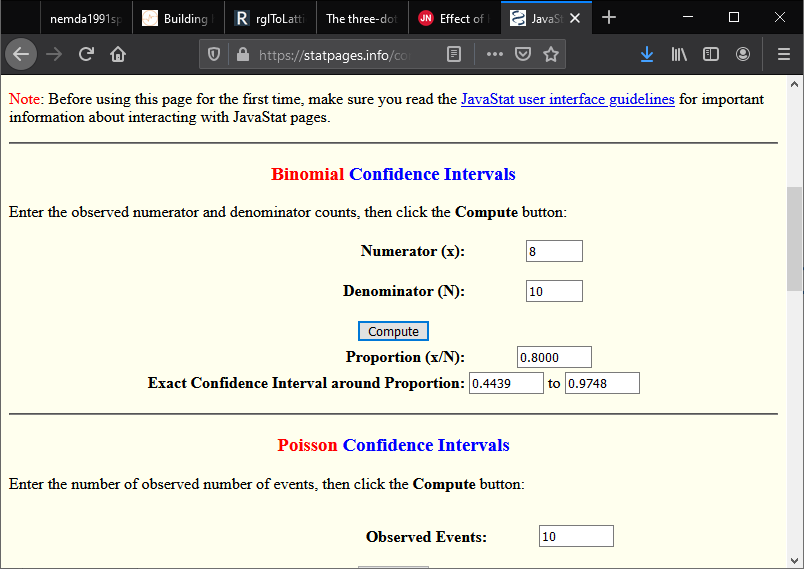 nemda1991sp
Building
R rglToLatti
The three-dot
JN Effect of
JavaSt
https://statpages.info/co
Note: Before using this page for the first time, make sure you read the JavaStat user interface guidelines for important
information about interacting with JavaStat pages.
Binomial Confidence Intervals
Enter the observed numerator and denominator counts, then click the Compute button:
Numerator (x): 8
Denominator (N): 10
Compute
Proportion (x/N): 0.8000
Exact Confidence Interval around Proportion: 0.4439 to 0.9748
Poisson Confidence Intervals
Enter the number of observed number of events, then click the Compute button:
Observed Events: 10